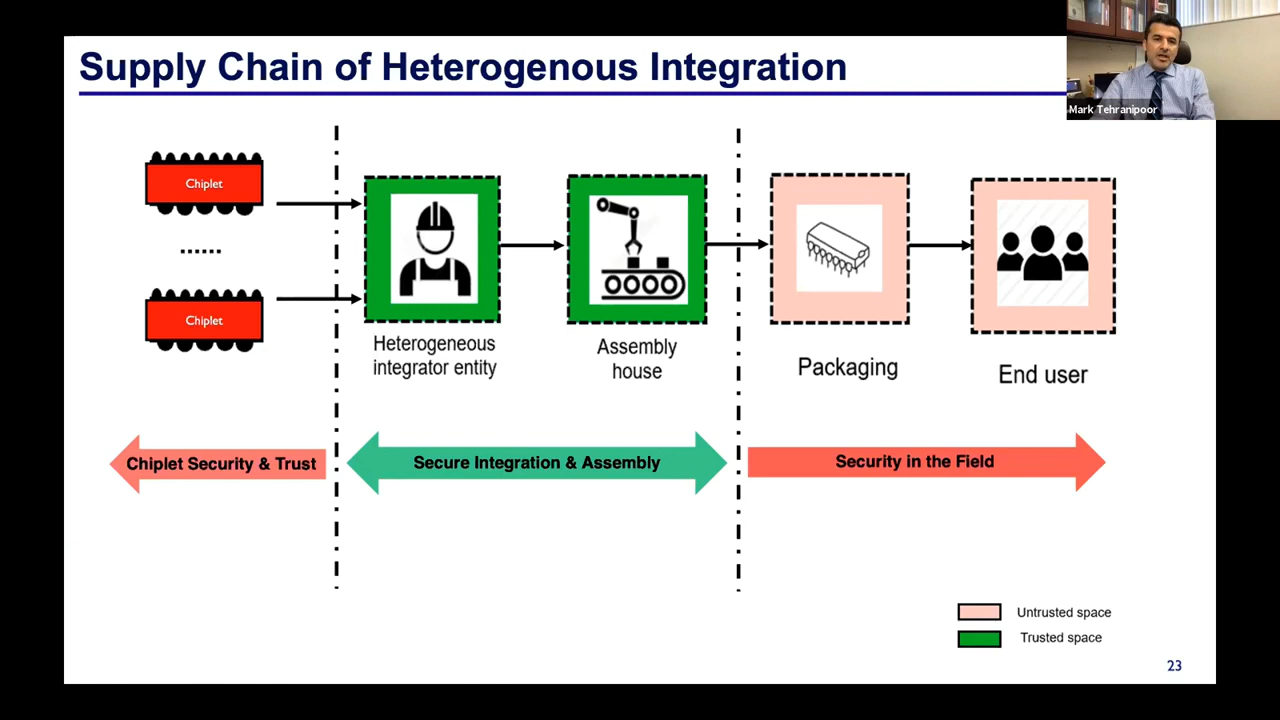 Supply Chain of Heterogenous Integration
Mark Tehranipoor
Chiplet
......
Chiplet
Heterogeneous
integrator entity
Assembly
house
Packaging
End user
Chiplet Security & Trust
Secure Integration & Assembly
Security in the Field
Untrusted space
Trusted space
23